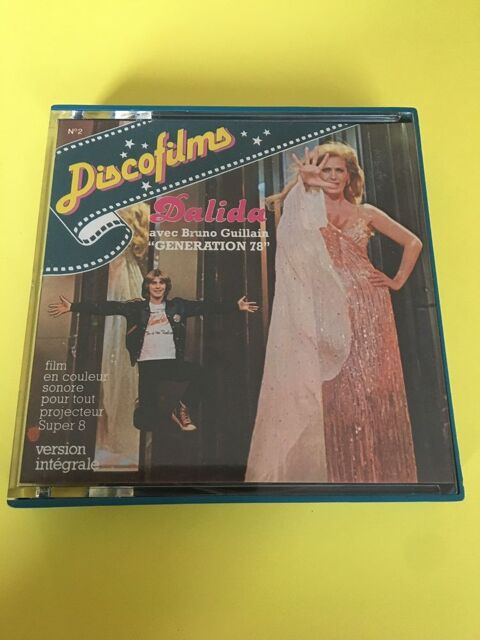 N°2
Discofilms
Dalida
avec Bruno Guillain
"GENERATION 78"
film
en couleur
sonore
pour tout
projecteur
Super 8
version
intégrale